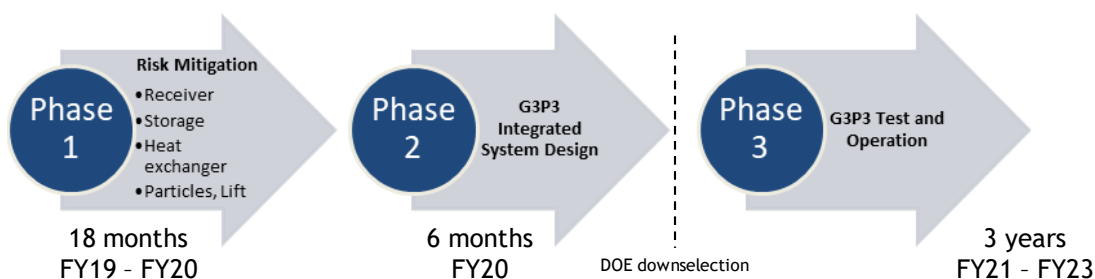 Phase
1
Risk Mitigation
•Receiver
•Storage
•Heat
exchanger
•Particles, Lift
18 months
FY19 – FY20
Phase
2
G3P3
Integrated
System Design
6 months
FY20
DOE downselection
Phase
3
G3P3 Test and
Operation
3 years
FY21 – FY23